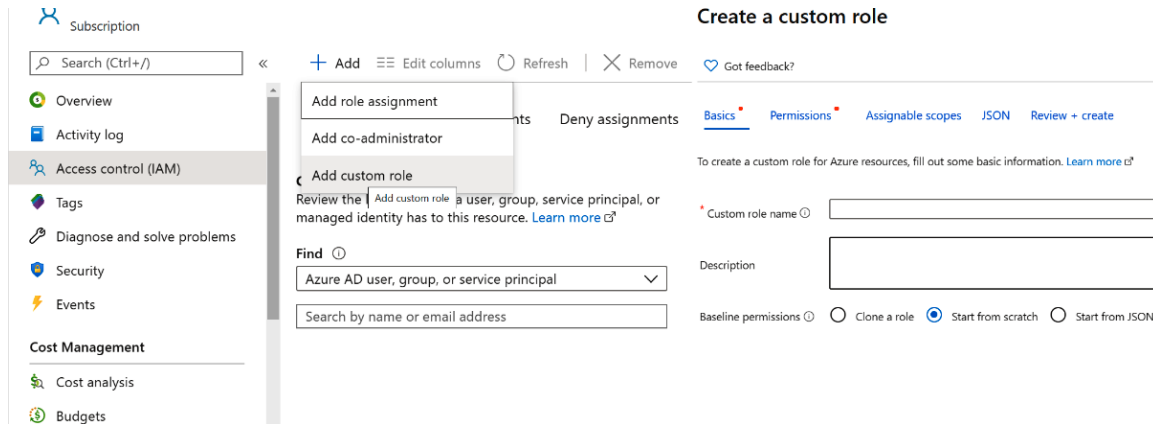 Subscription
Search (Ctrl+/)
«
Overview
Activity log
Access control (IAM)
Tags
Diagnose and solve problems
Security
Events
Cost Management
Cost analysis
Budgets
+ Add
Edit columns
Refresh
Remove
Add role assignment
Add co-administrator
Add custom role
Add custom role
nts
Deny assignments
Review the
a user, group, service principal, or
managed identity has to this resource. Learn more
Find
Azure AD user, group, or service principal
Search by name or email address
Create a custom role
Got feedback?
Basics * Permissions * Assignable scopes JSON Review + create
To create a custom role for Azure resources, fill out some basic information. Learn more
* Custom role name
Description
Baseline permissions Clone a role Start from scratch Start from JSON